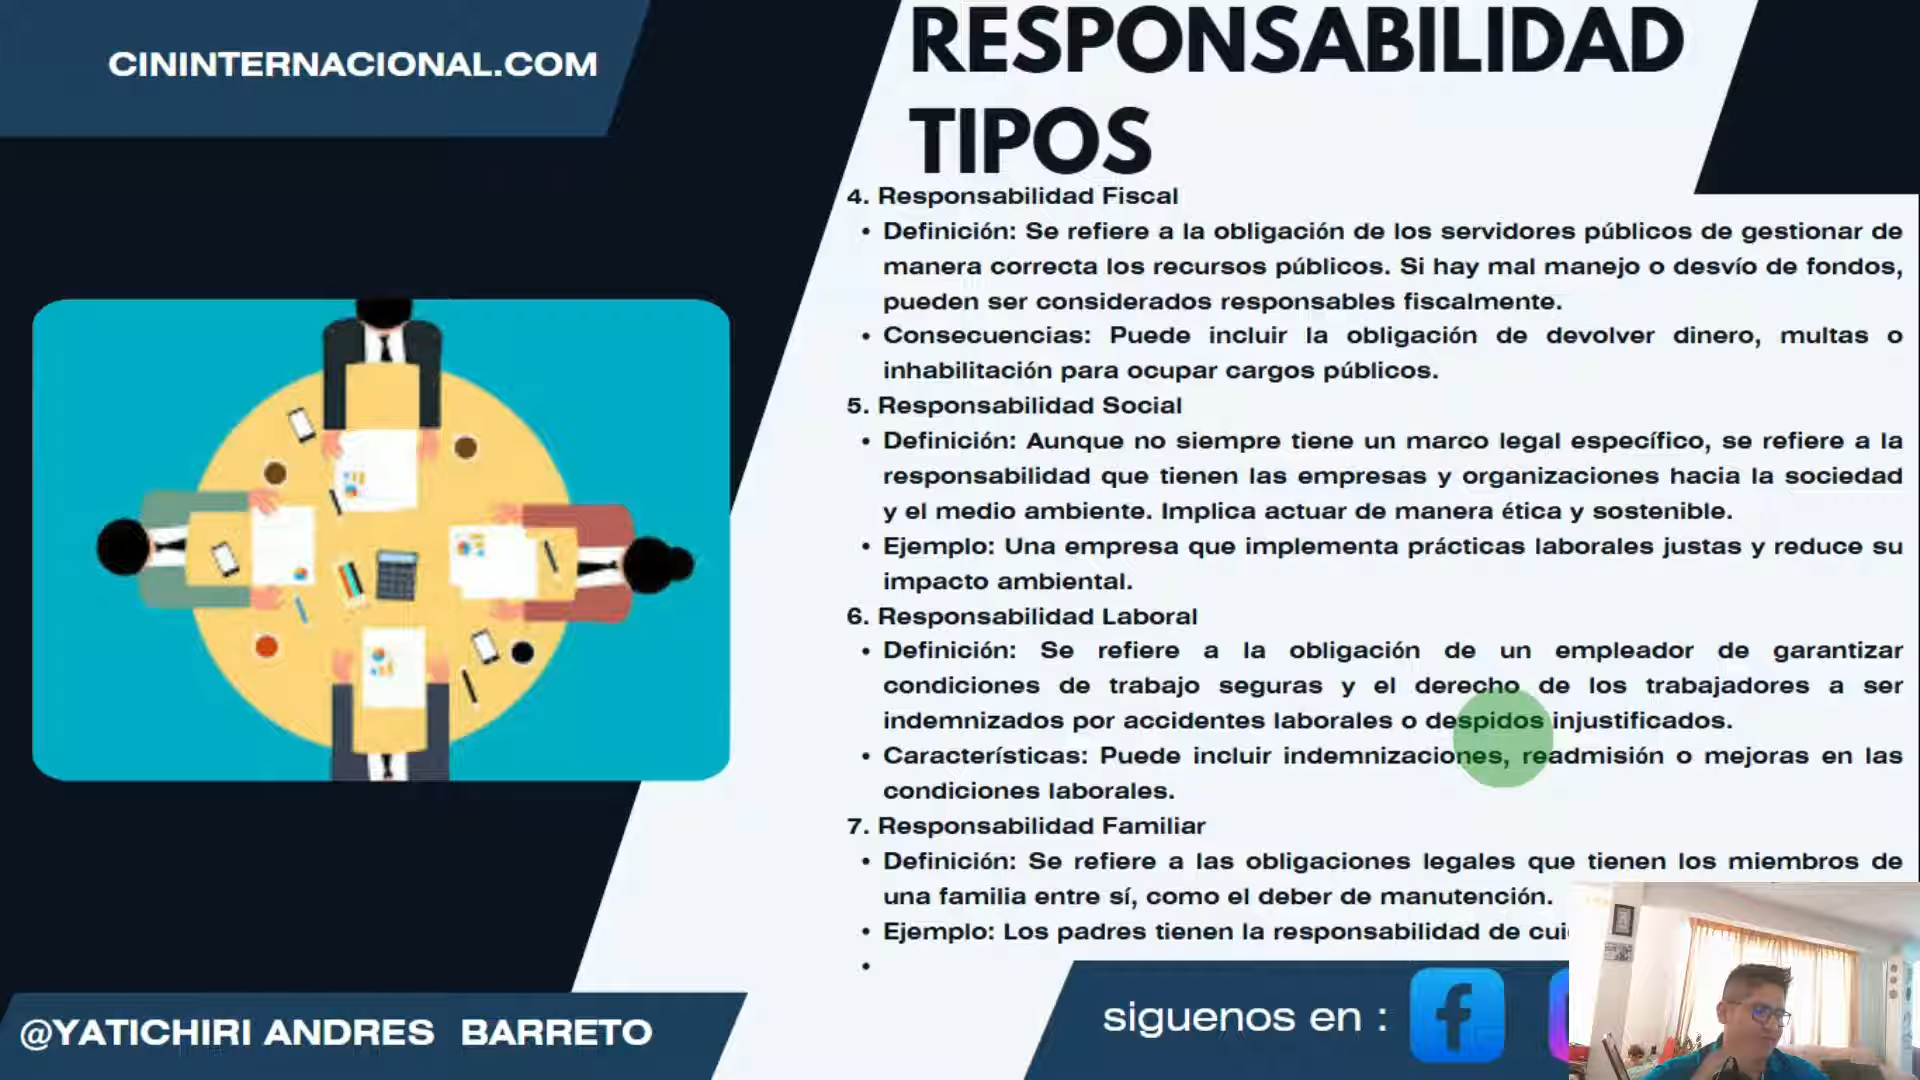 CININTERNACIONAL.COM
RESPONSABILIDAD
TIPOS
4. Responsabilidad Fiscal
• Definición: Se refiere a la obligación de los servidores públicos de gestionar de
manera correcta los recursos públicos. Si hay mal manejo o desvío de fondos,
pueden ser considerados responsables fiscalmente.
• Consecuencias: Puede incluir la obligación de devolver dinero, multas o
inhabilitación para ocupar cargos públicos.
5. Responsabilidad Social
• Definición: Aunque no siempre tiene un marco legal específico, se refiere a la
responsabilidad que tienen las empresas y organizaciones hacia la sociedad
y el medio ambiente. Implica actuar de manera ética y sostenible.
• Ejemplo: Una empresa que implementa prácticas laborales justas y reduce su
impacto ambiental.
6. Responsabilidad Laboral
• Definición: Se refiere a la obligación de un empleador de garantizar
condiciones de trabajo seguras y el derecho de los trabajadores a ser
indemnizados por accidentes laborales o despidos injustificados.
• Características: Puede incluir indemnizaciones, readmisión o mejoras en las
condiciones laborales.
7. Responsabilidad Familiar
• Definición: Se refiere a las obligaciones legales que tienen los miembros de
una familia entre sí, como el deber de manutención.
• Ejemplo: Los padres tienen la responsabilidad de
•
siguenos en :
@YATICHIRI ANDRES BARRETO